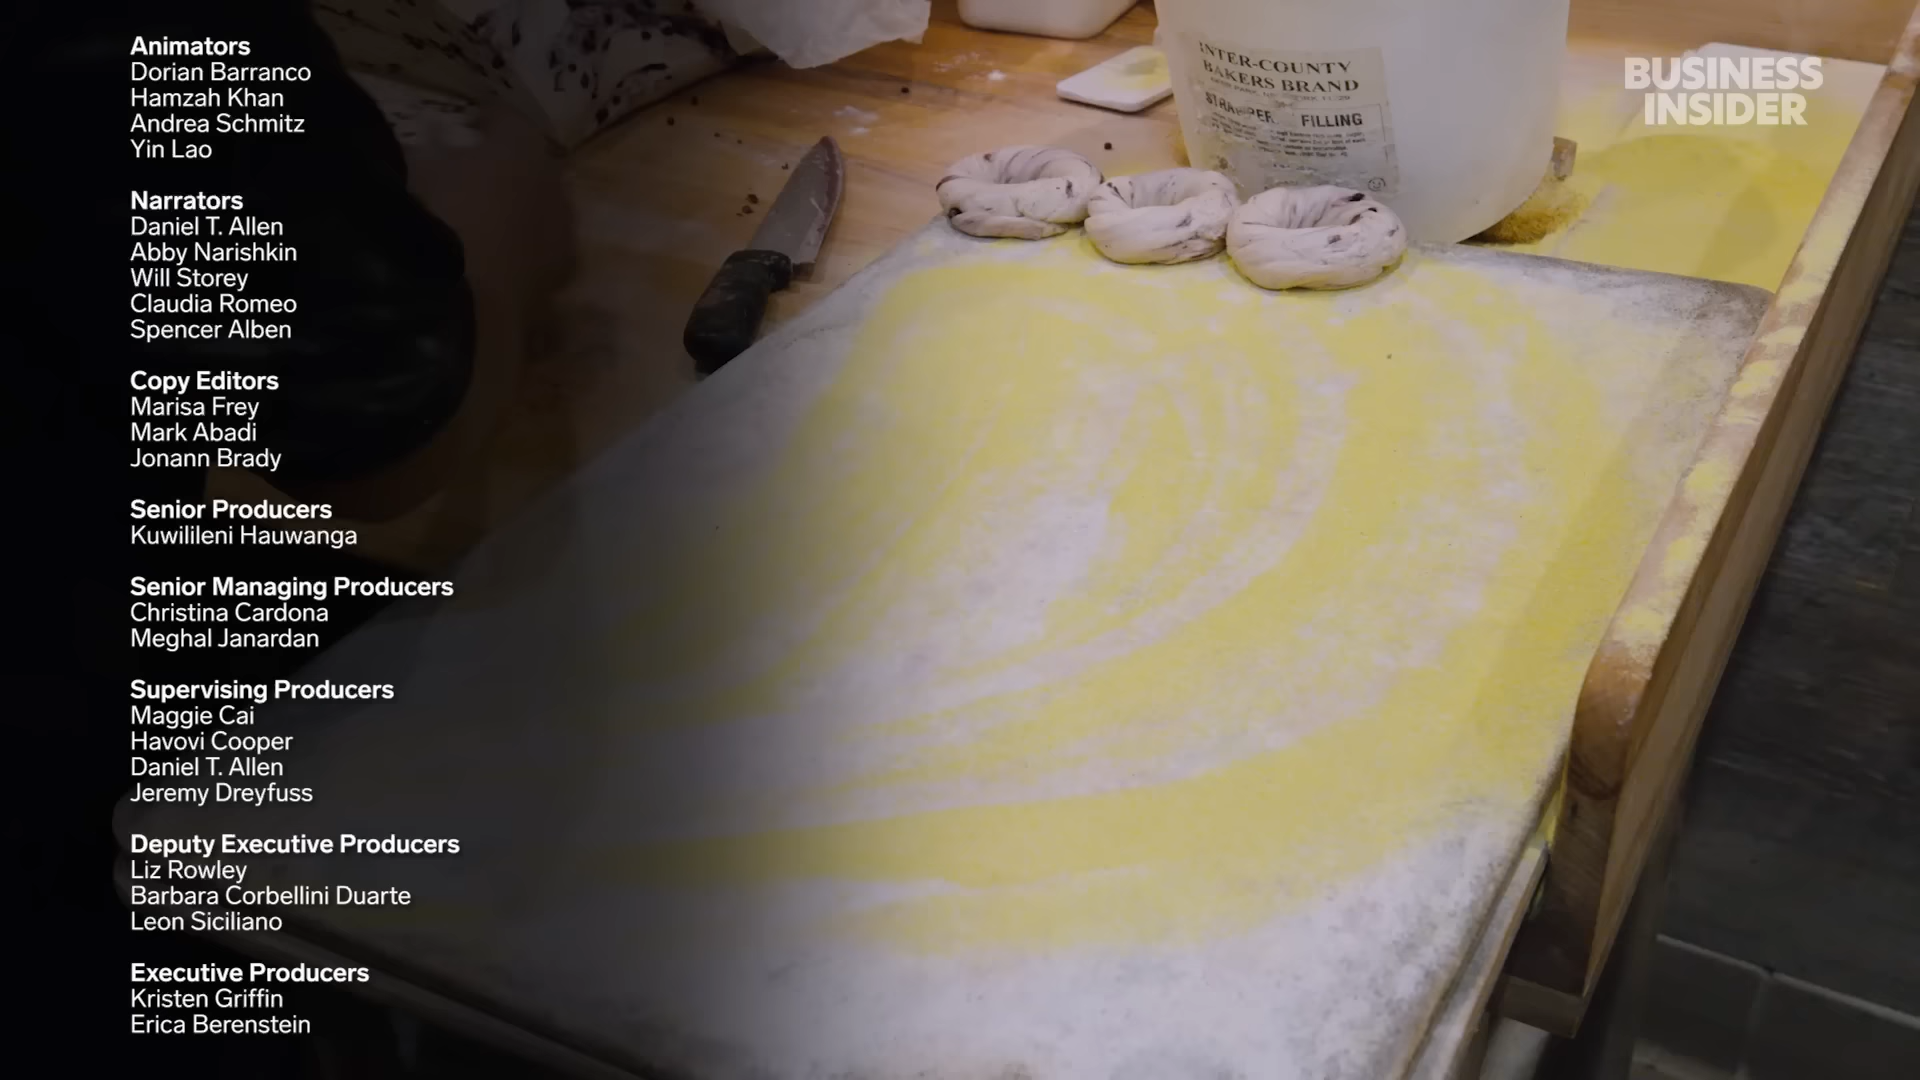 Animators
Dorian Barranco
Hamzah Khan
Andrea Schmitz
Yin Lao
Narrators
Daniel T. Allen
Abby Narishkin
Will Storey
Claudia Romeo
Spencer Alben
Copy Editors
Marisa Frey
Mark Abadi
Jonann Brady
Senior Producers
Kuwilileni Hauwanga
Senior Managing Producers
Christina Cardona
Meghal Janardan
Supervising Producers
Maggie Cai
Havovi Cooper
Daniel T. Allen
Jeremy Dreyfuss
Deputy Executive Producers
Liz Rowley
Barbara Corbellini Duarte
Leon Siciliano
Executive Producers
Kristen Griffin
Erica Berenstein
INTER-COUNTY
BAKERS BRAND
FILLING
BUSINESS
INSIDER